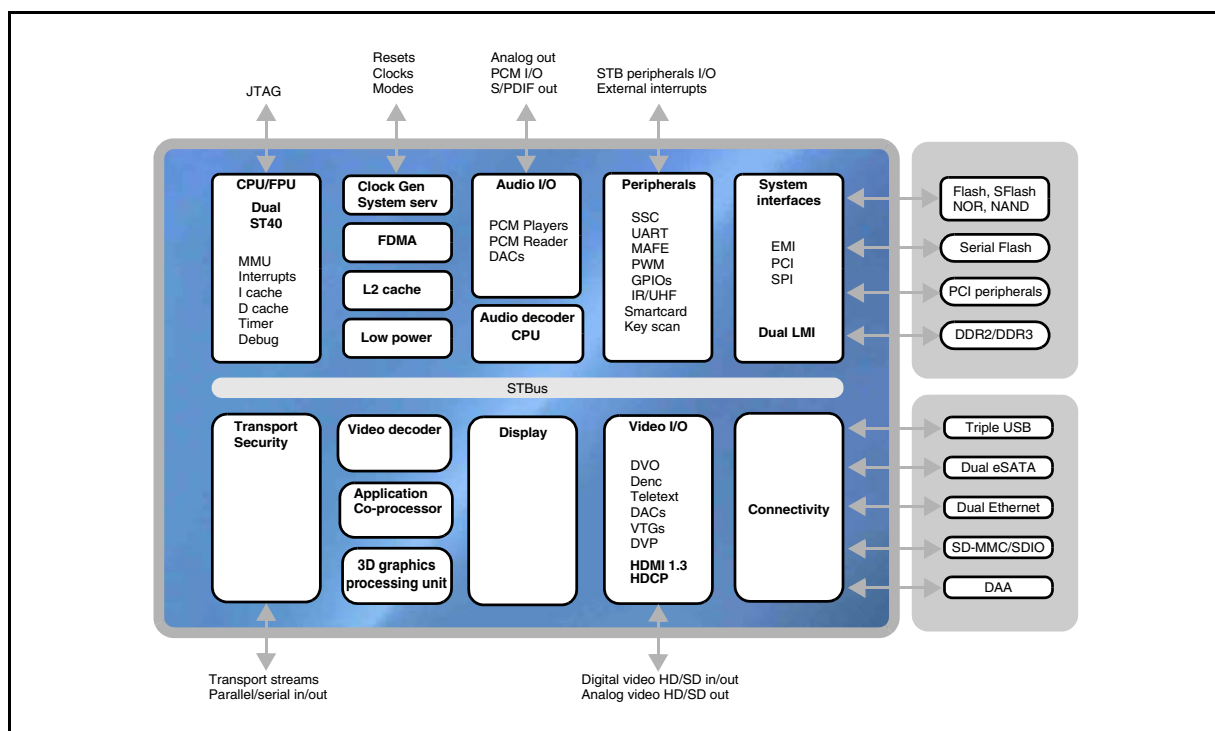 JTAG
Resets
Clocks
Modes
Analog out
PCM I/O
S/PDIF out
STB peripherals I/O
External interrupts
CPU/FPU
Dual
ST40
MMU
Interrupts
I cache
D cache
Timer
Debug
Clock Gen
System serv
FDMA
L2 cache
Low power
Audio I/O
PCM Players
PCM Reader
DACs
Audio decoder
CPU
Peripherals
SSC
UART
MAFE
PWM
GPIOs
IR/UHF
Smartcard
Key scan
System
interfaces
EMI
PCI
SPI
Dual LMI
Flash, SFlash
NOR, NAND
Serial Flash
PCI peripherals
DDR2/DDR3
STBus
Transport
Security
Video decoder
Application
Co-processor
3D graphics
processing unit
Display
Video I/O
DVO
Denc
Teletext
DACs
VTGs
DVP
HDMI 1.3
HDCP
Connectivity
Triple USB
Dual eSATA
Dual Ethernet
SD-MMC/SDIO
DAA
Transport streams
Parallel/serial in/out
Digital video HD/SD in/out
Analog video HD/SD out